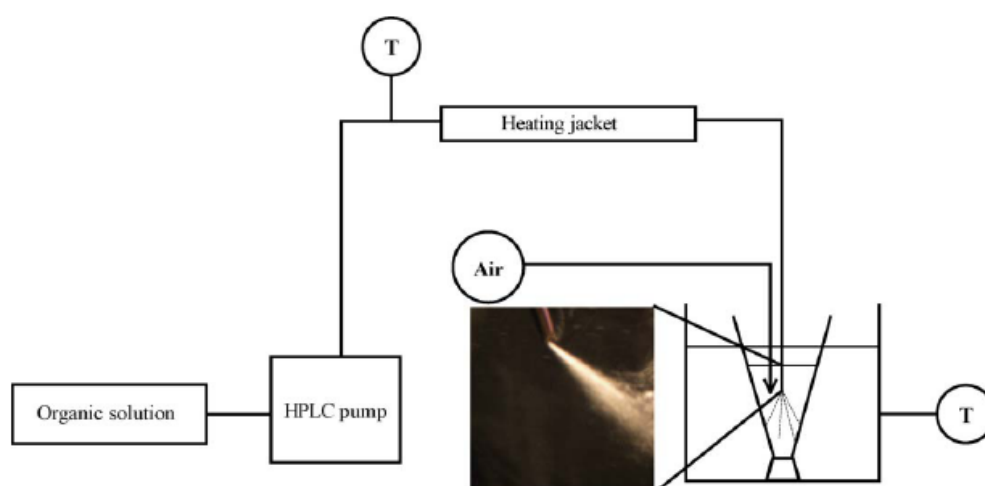 T
Heating jacket
Air
Organic solution
HPLC pump
T